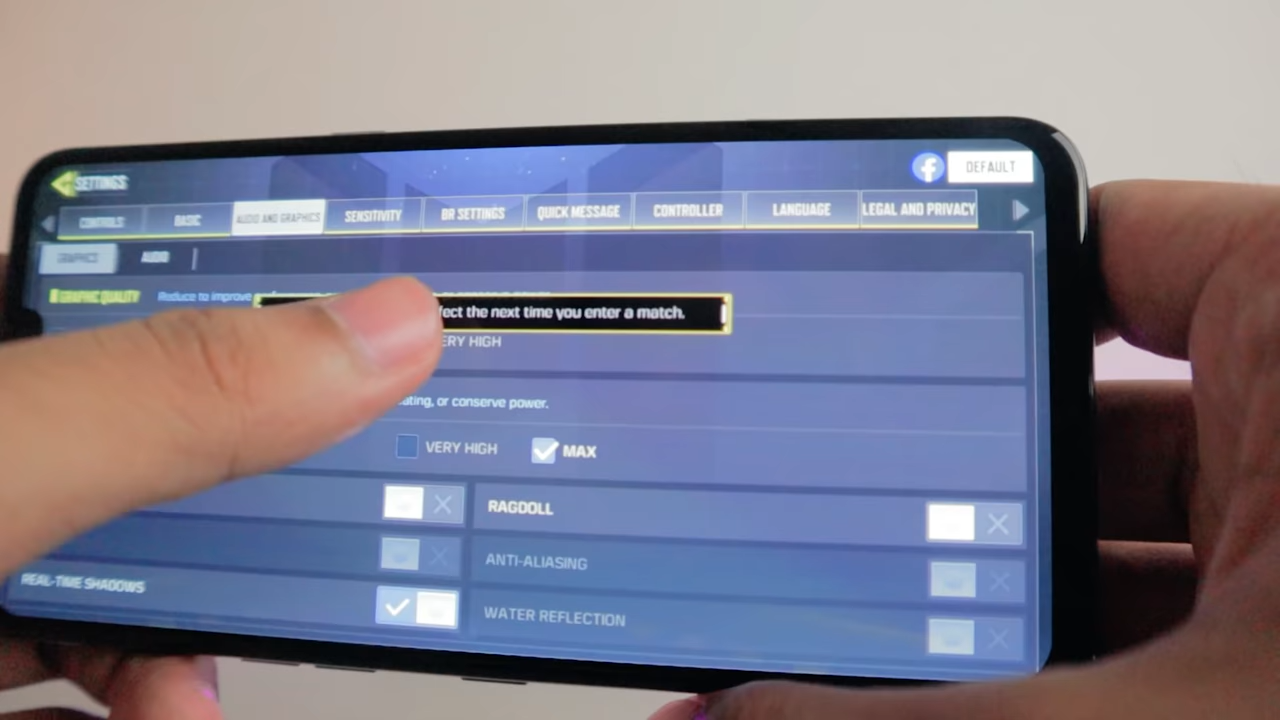 SETTINGS
DEFAULT
CONTROLS BASIC AUDIO AND GRAPHICS SENSITIVITY BR SETTINGS QUICK MESSAGE CONTROLLER LANGUAGE LEGAL AND PRIVACY
GRAPHICS AUDIO
GRAPHIC QUALITY Reduce to improve
fect the next time you enter a match.
ERY HIGH
ating, or conserve power.
VERY HIGH MAX
RAGDOLL
ANTI-ALIASING
REAL-TIME SHADOWS WATER REFLECTION